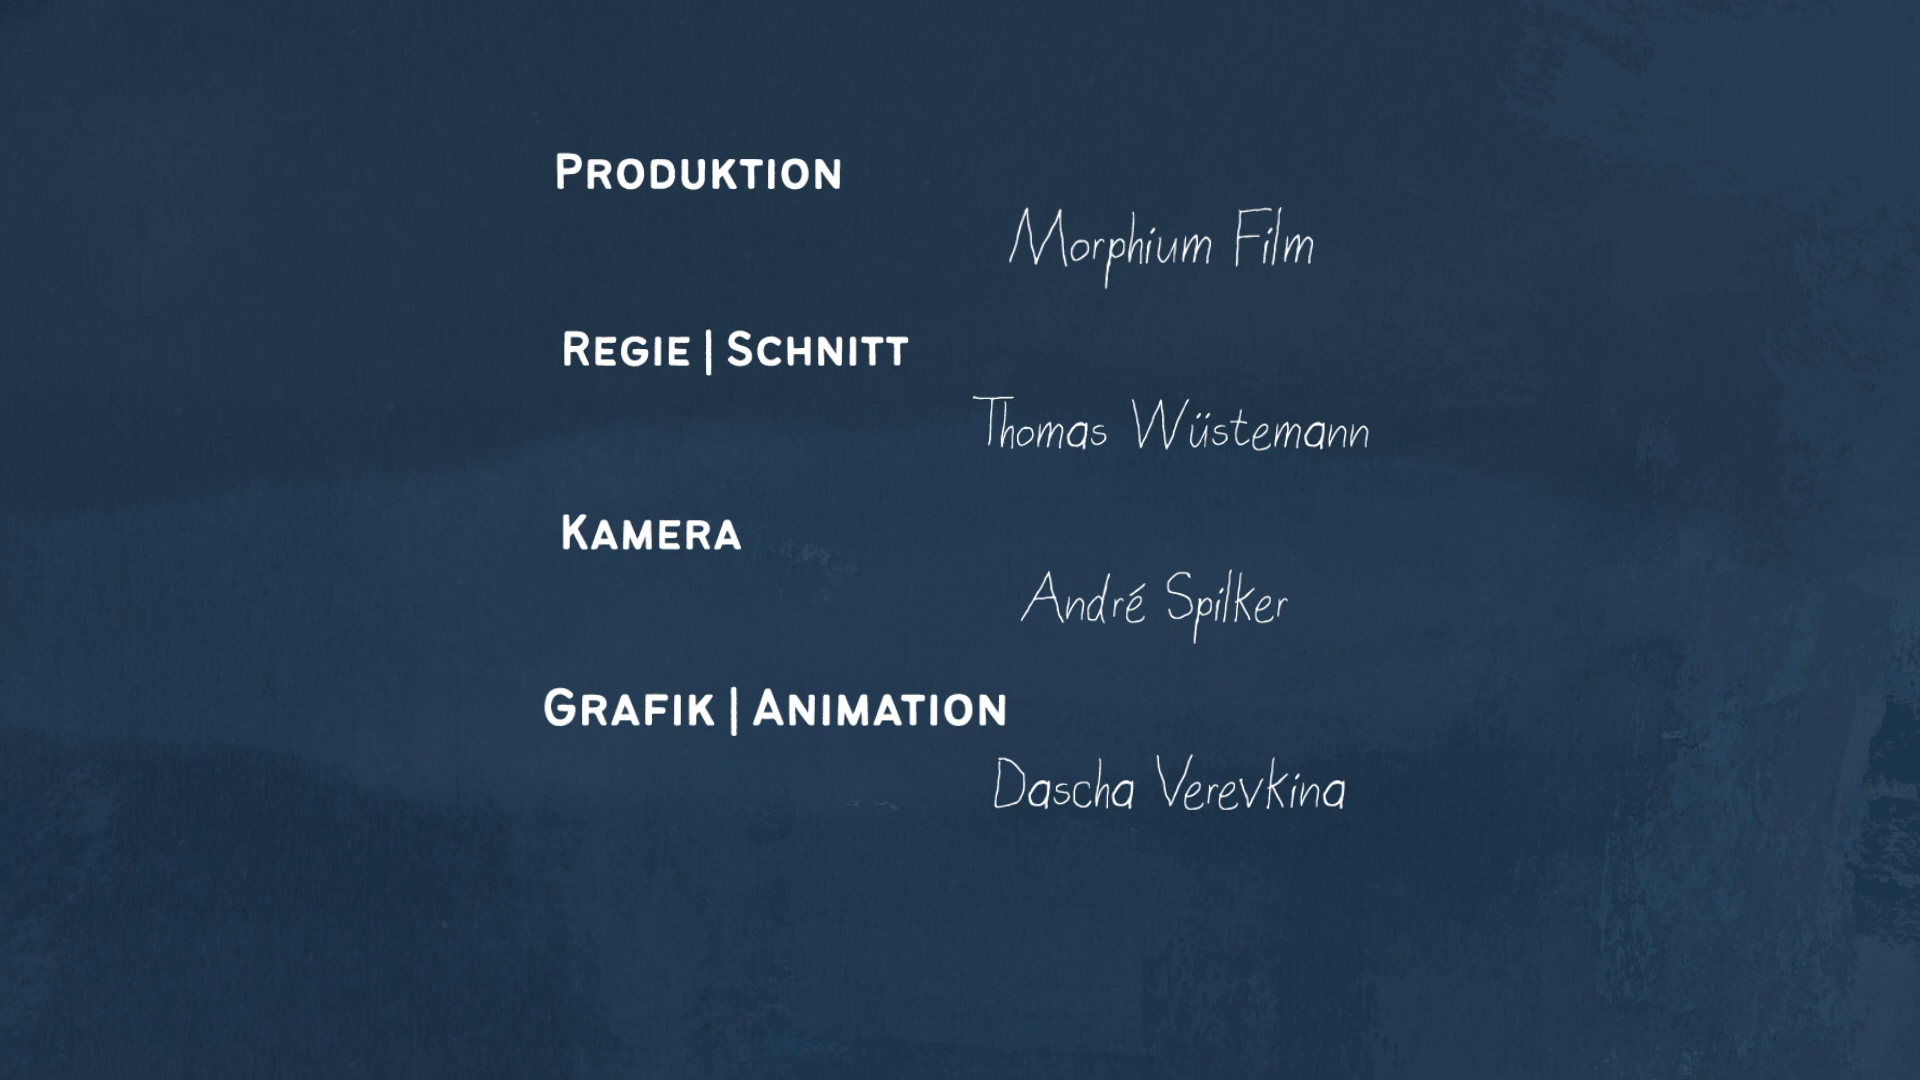 Produktion
Morphium Film
Regie | Schnitt
Thomas Wüstemann
Kamera
André Spilker
Grafik | Animation
Dascha Verevkina